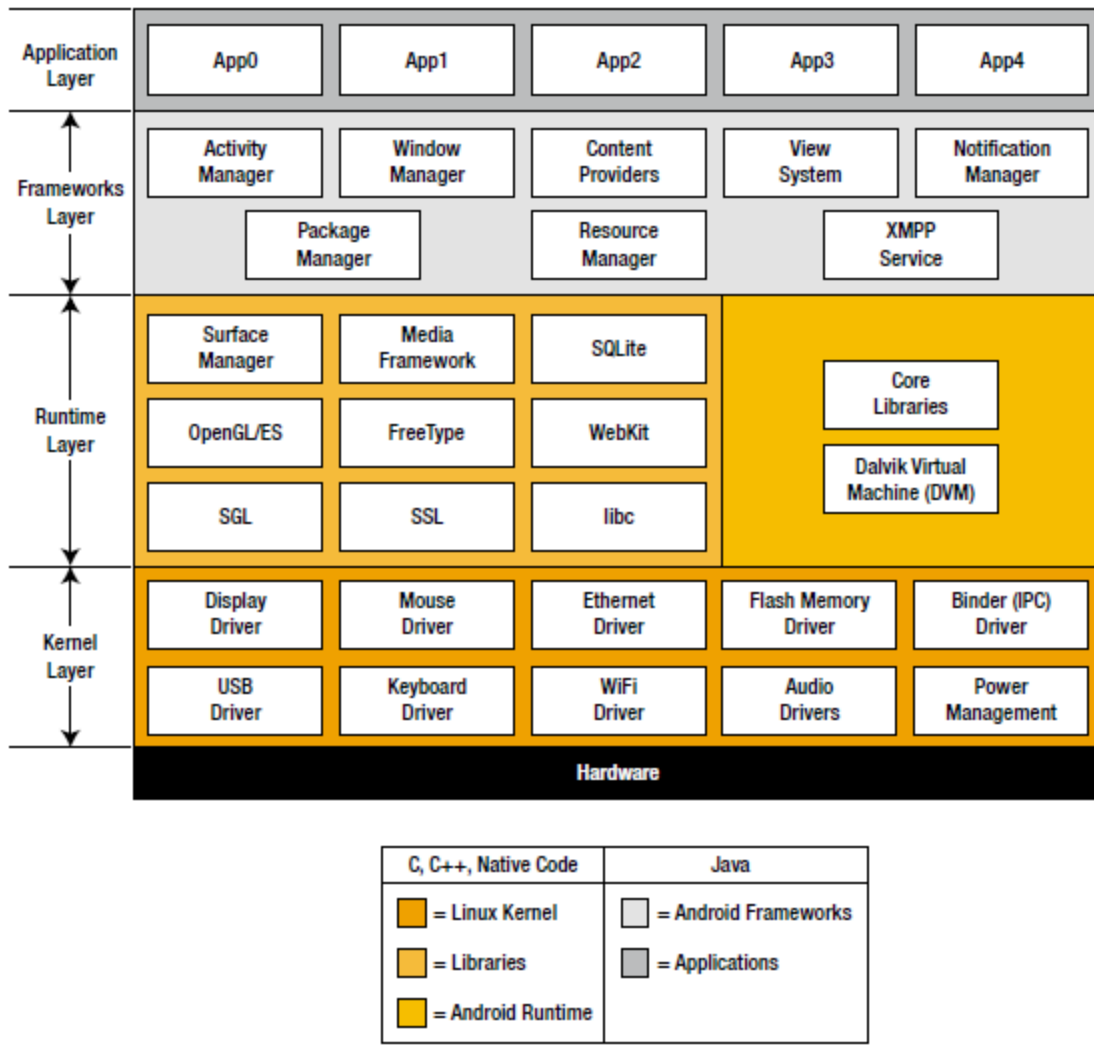 Application
Layer
App0
App1
App2
App3
App4
Frameworks
Layer
Activity
Manager
Window
Manager
Content
Providers
View
System
Notification
Manager
Package
Manager
Resource
Manager
XMPP
Service
Runtime
Layer
Surface
Manager
Media
Framework
SQLite
OpenGL/ES
FreeType
WebKit
SGL
SSL
libc
Core
Libraries
Dalvik Virtual
Machine (DVM)
Kernel
Layer
Display
Driver
Mouse
Driver
Ethernet
Driver
Flash Memory
Driver
Binder (IPC)
Driver
USB
Driver
Keyboard
Driver
WiFi
Driver
Audio
Drivers
Power
Management
Hardware
C, C++, Native Code
= Linux Kernel
= Libraries
= Android Runtime
Java
= Android Frameworks
= Applications